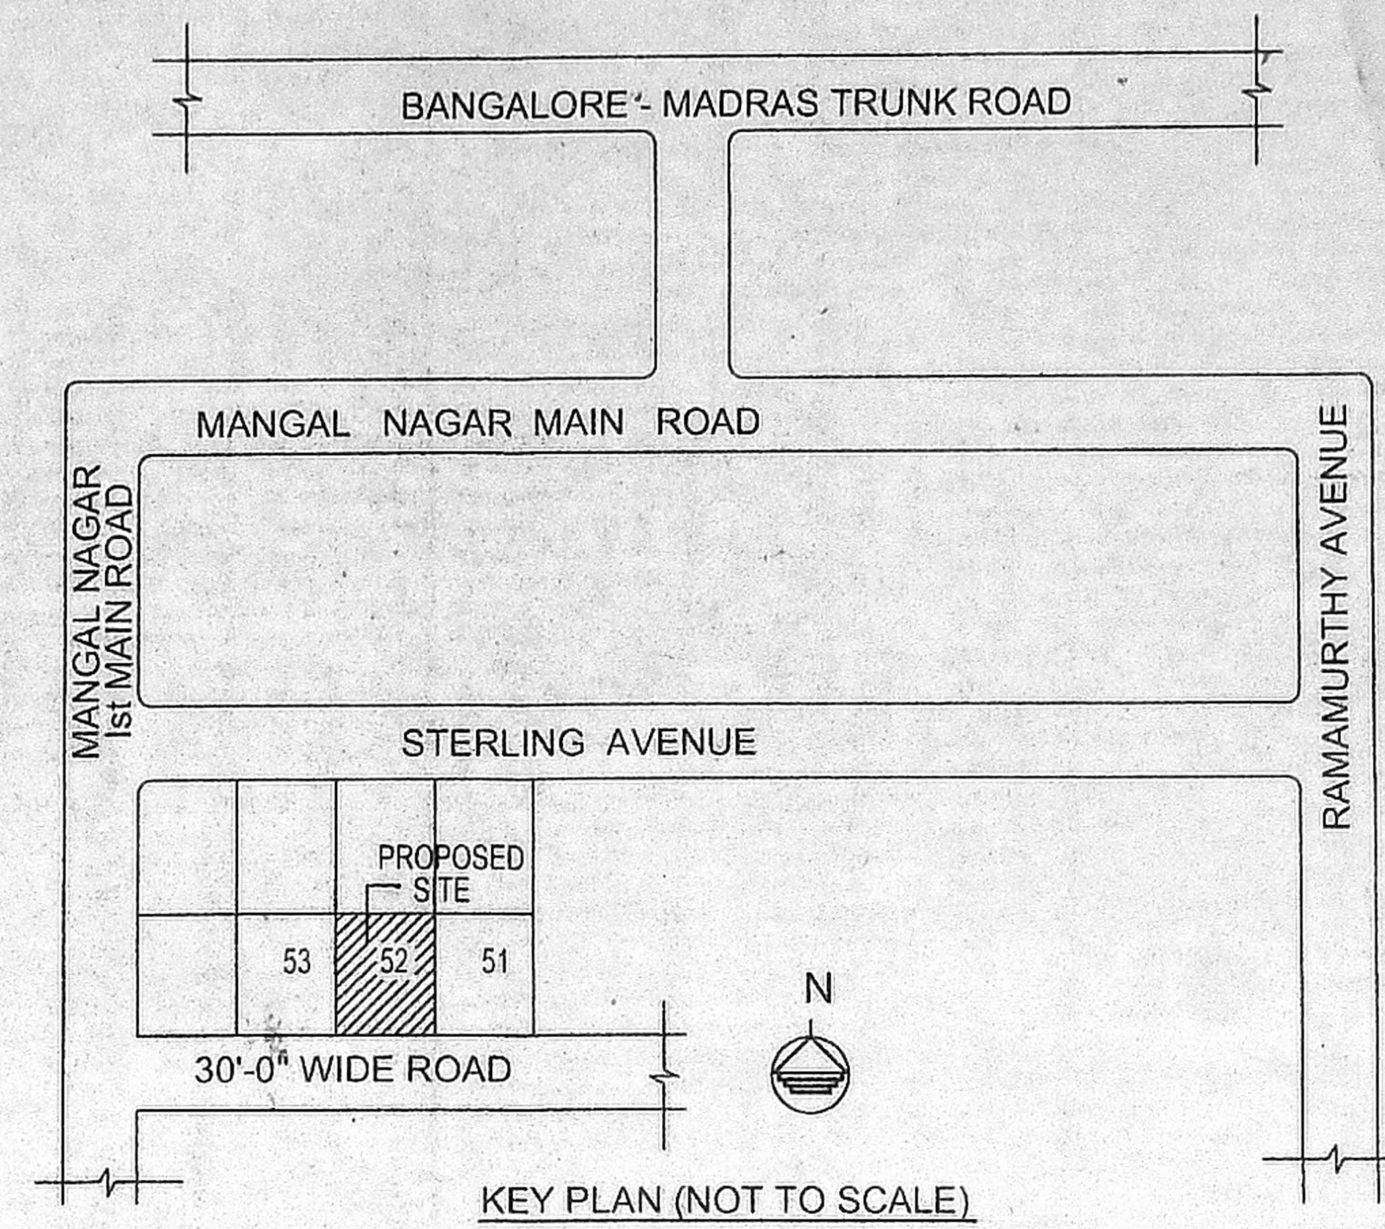 BANGALORE - MADRAS TRUNK ROAD
MANGAL NAGAR MAIN ROAD
MANGAL NAGAR
Ist MAIN ROAD
RAMAMURTHY AVENUE
STERLING AVENUE
PROPOSED
SITE
53 52 51
N
30'-0" WIDE ROAD
KEY PLAN (NOT TO SCALE)